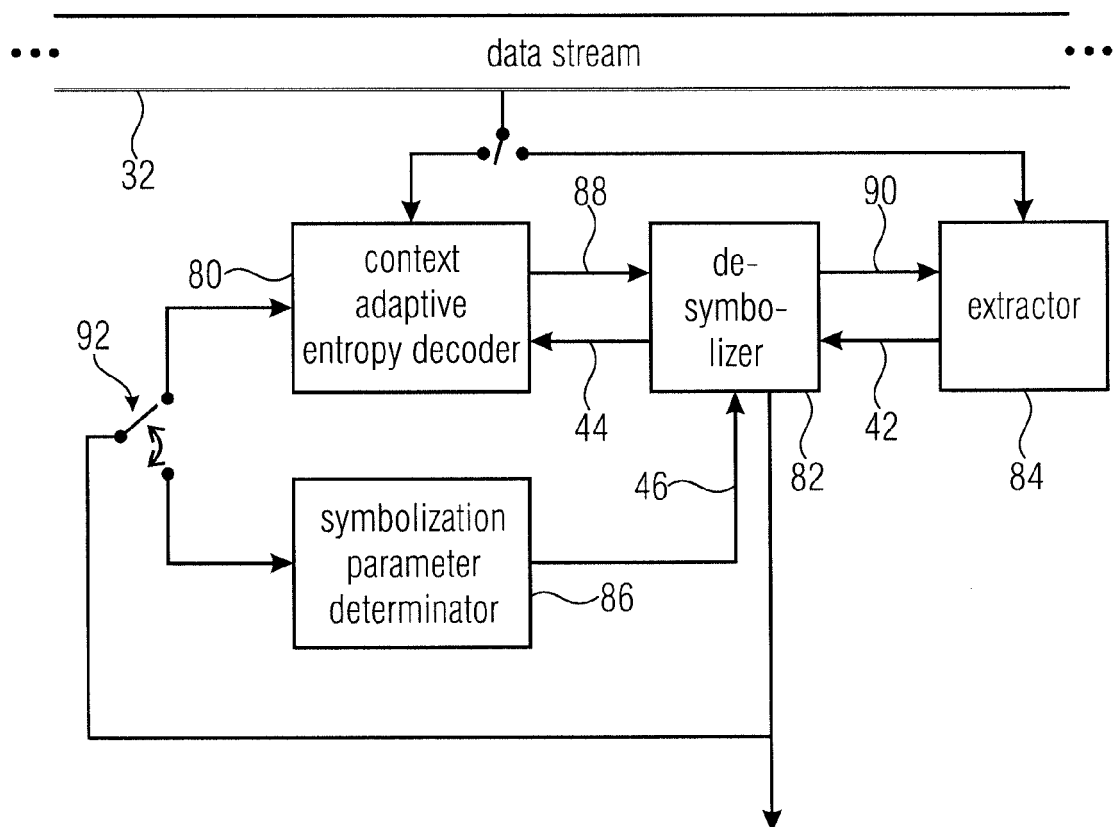 data stream
32
88
90
80
context
adaptive
entropy decoder
de-
symbo-
lizer
extractor
92
44
42
46
82
84
symbolization
parameter
determinator
86